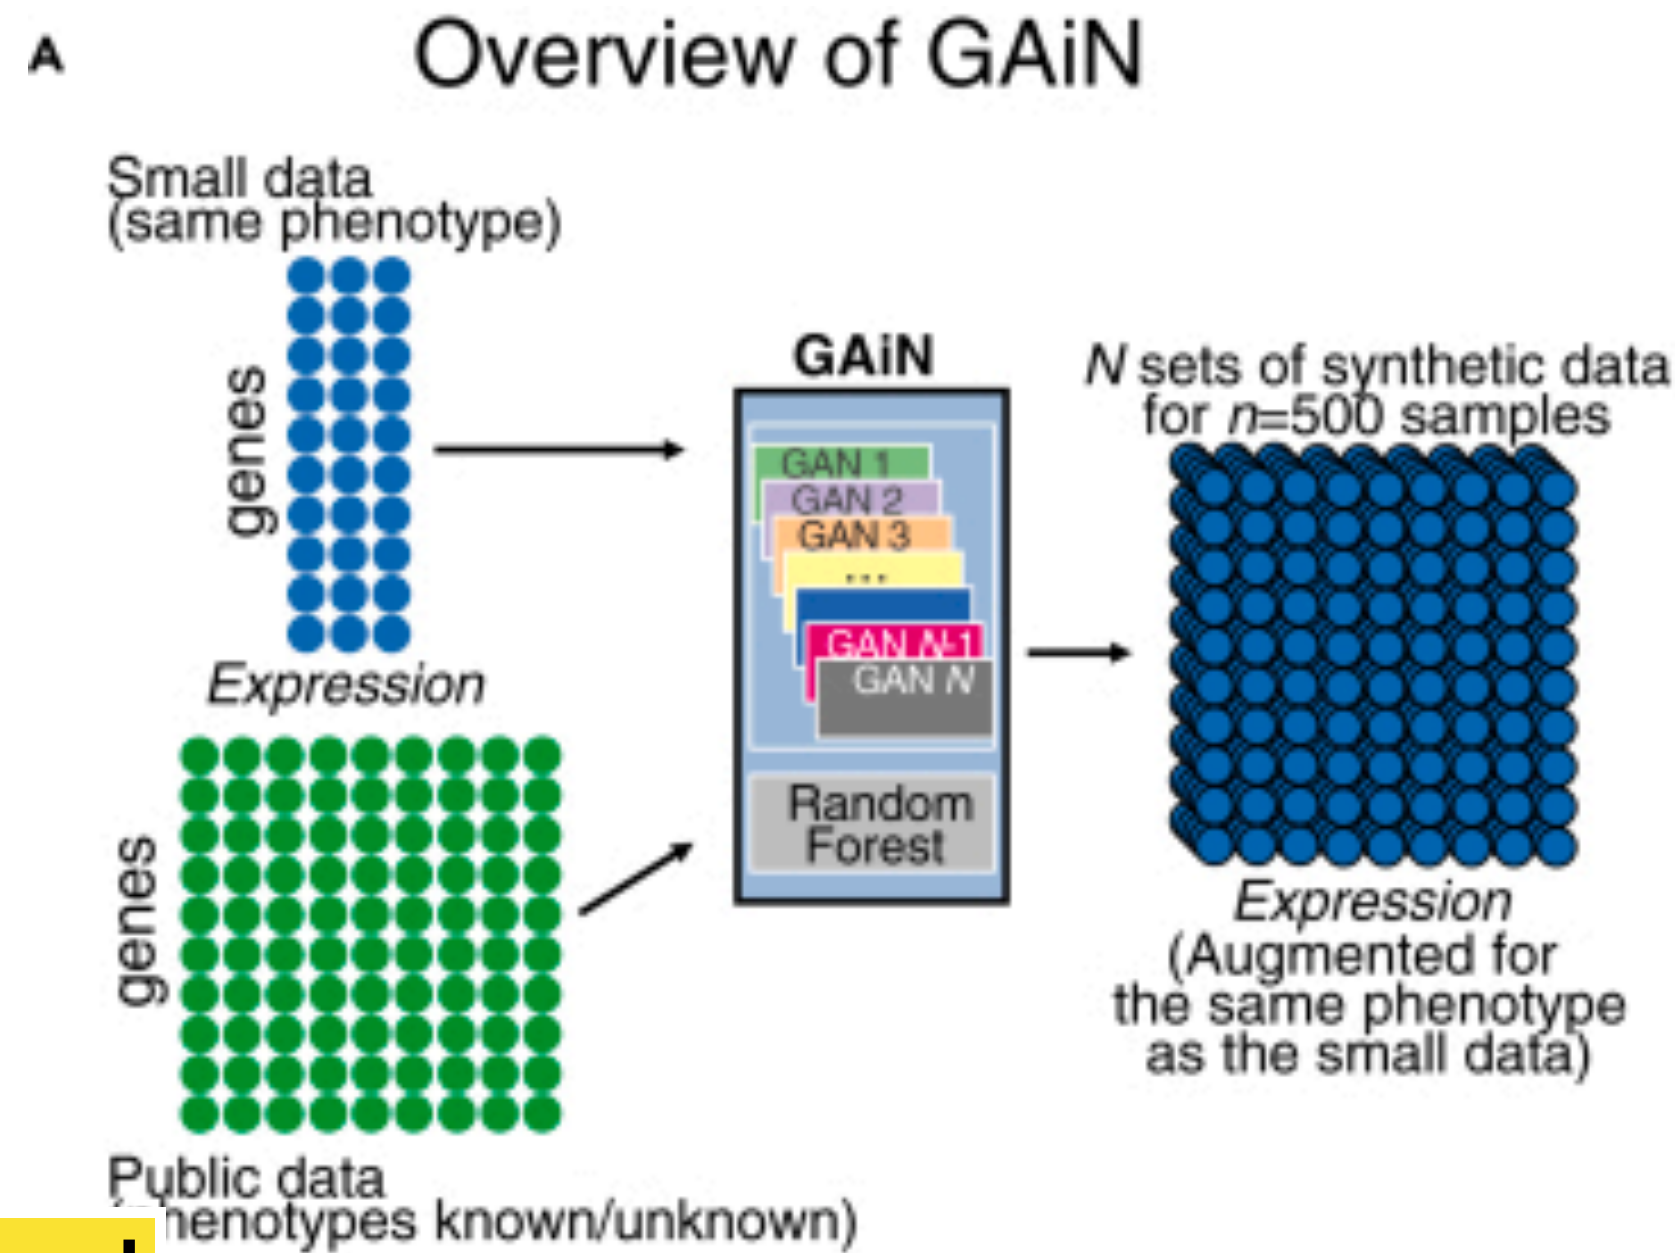 A
Overview of GAiN
Small data
(same phenotype)
genes
Expression
genes
Public data
phenotypes known/unknown)
GAiN
GAN 1
GAN 2
GAN 3
...
GAN N-1
GAN N
Random
Forest
N sets of synthetic data
for n=500 samples
Expression
(Augmented for
the same phenotype
as the small data)